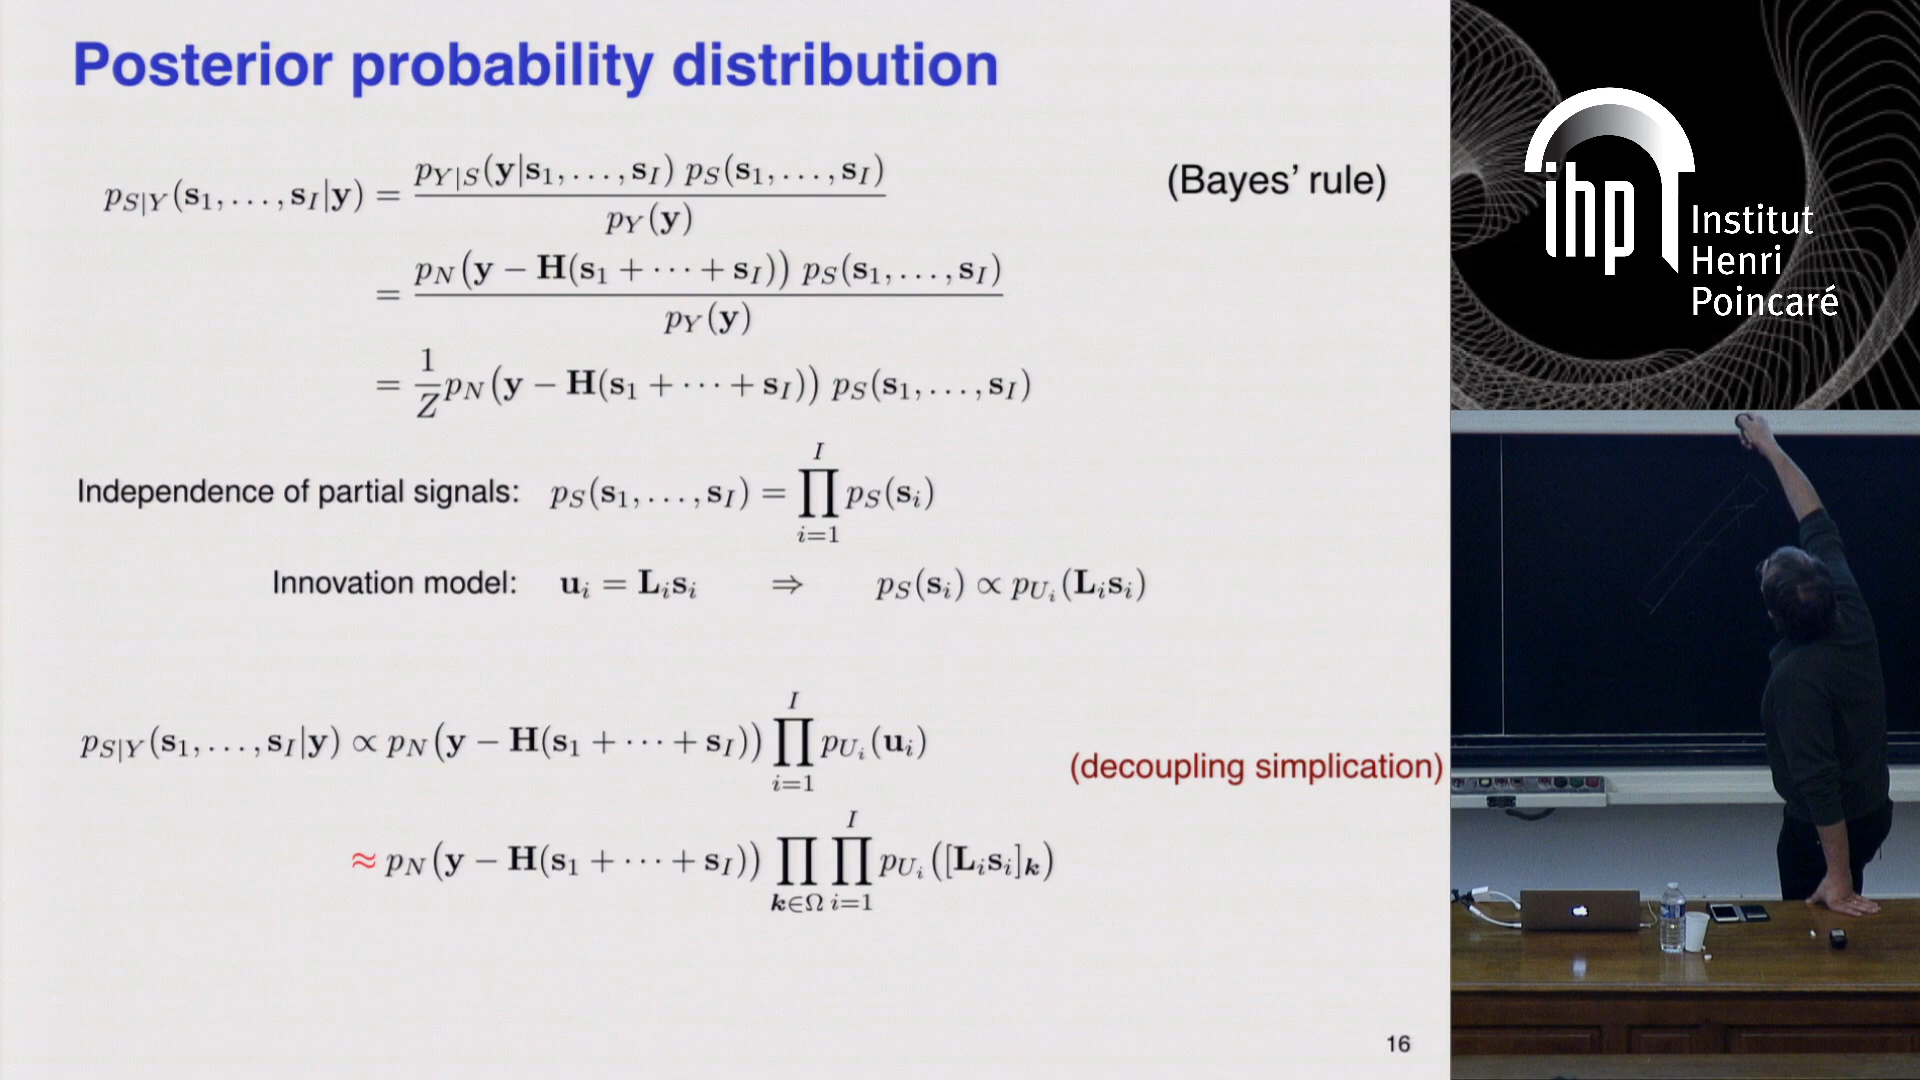 Posterior probability distribution
p_{S|Y}(s_1, …, s_I|y) = \frac{p_{Y|S}(y|s_1, …, s_I) p_S(s_1, …, s_I)}{p_Y(y)} (Bayes' rule)
= \frac{p_N(y − H(s_1 + ⋯ + s_I)) p_S(s_1, …, s_I)}{p_Y(y)}
= \frac{1}{Z} p_N(y − H(s_1 + ⋯ + s_I)) p_S(s_1, …, s_I)
Independence of partial signals: p_S(s_1, …, s_I) = ∏_{i=1}^{I} p_S(s_i)
Innovation model: u_i = L_i s_i ⇒ p_S(s_i) ∝ p_{U_i}(L_i s_i)
p_{S|Y}(s_1, …, s_I|y) ∝ p_N(y − H(s_1 + ⋯ + s_I)) ∏_{i=1}^{I} p_{U_i}(u_i)
(decoupling simplication)
≈ p_N(y − H(s_1 + ⋯ + s_I)) ∏_{k∈Ω} ∏_{i=1}^{I} p_{U_i}([L_i s_i]_k)
16
ihp
Institut
Henri
Poincaré